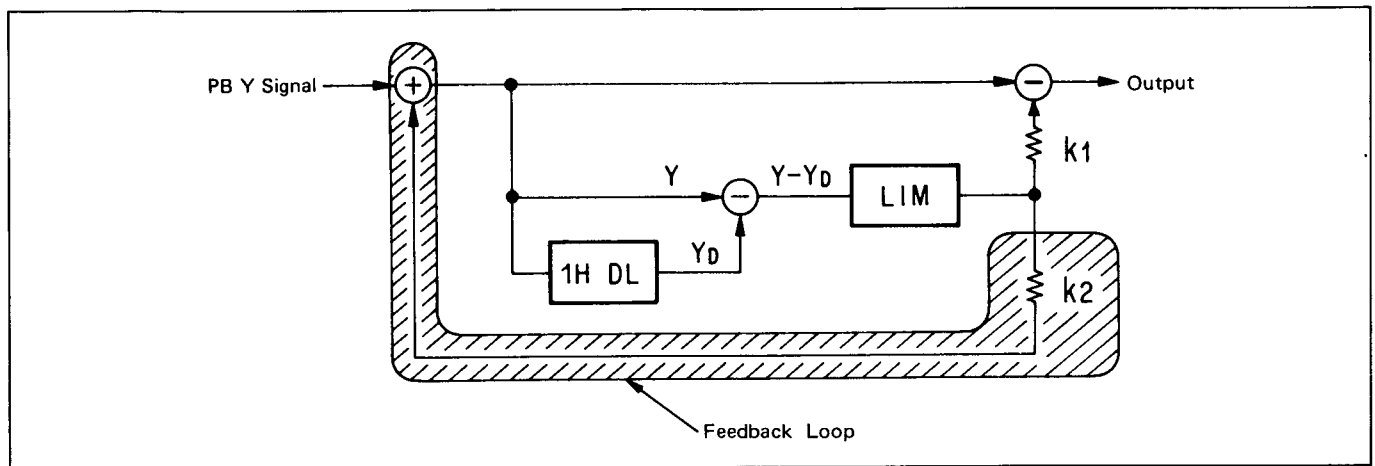 PB Y Signal
+
−
Output
k1
Y
−
Y−YD
LIM
YD
1H DL
k2
Feedback Loop